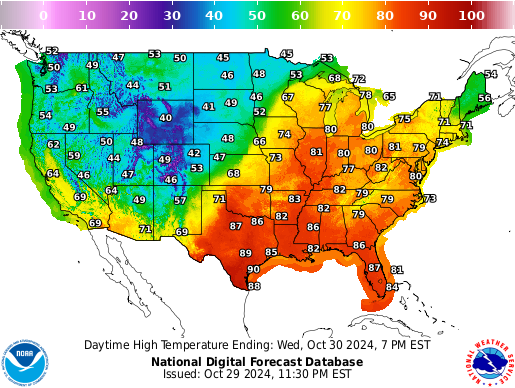 0 10 20 30 40 50 60 70 80 90 100
52 47 53 50 45 45 53
50 49 46 48 53 68 72 54
53 61 44 51 67 78 65 71 56
55 41 49 46 77
54 40 52 75 71 71
49 80 80
62 50 48 48 66 74 74
59 44 49 42 47 73 81 80 80 81 79
64 46 47 46 53 68 77 82 80
69 64 49 57 71 79 83 82 79 79 73
69 71 69 87 86 82 82 79
86
89 85 82 86
90 87 81
88 84
Daytime High Temperature Ending: Wed, Oct 30 2024, 7 PM EST
National Digital Forecast Database
Issued: Oct 29 2024, 11:30 PM EST
NOAA
NATIONAL WEATHER SERVICE